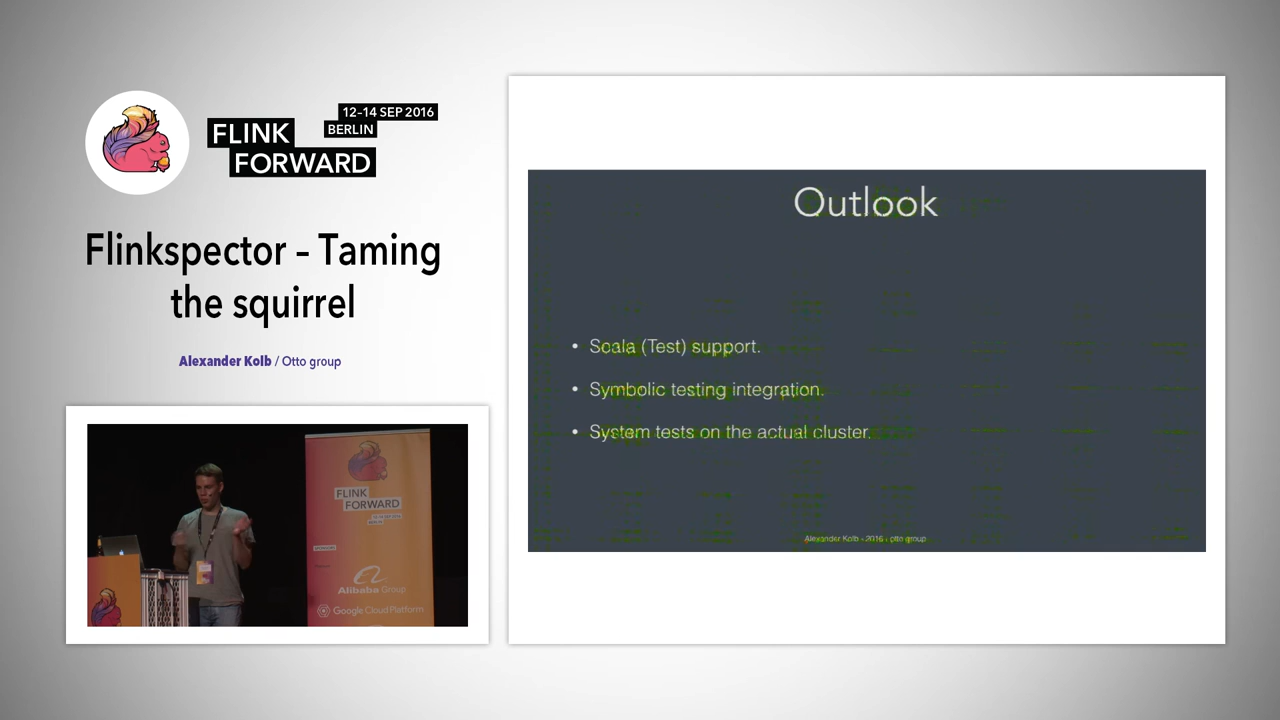 12–14 SEP 2016
BERLIN
FLINK
FORWARD
Flinkspector – Taming
the squirrel
Alexander Kolb / Otto group
Outlook
• Scala (Test) support.
• Symbolic testing integration.
• System tests on the actual cluster.
Alexander Kolb - 2016 - otto group
FLINK
FORWARD
BERLIN
Alibaba Group
Google Cloud Platform